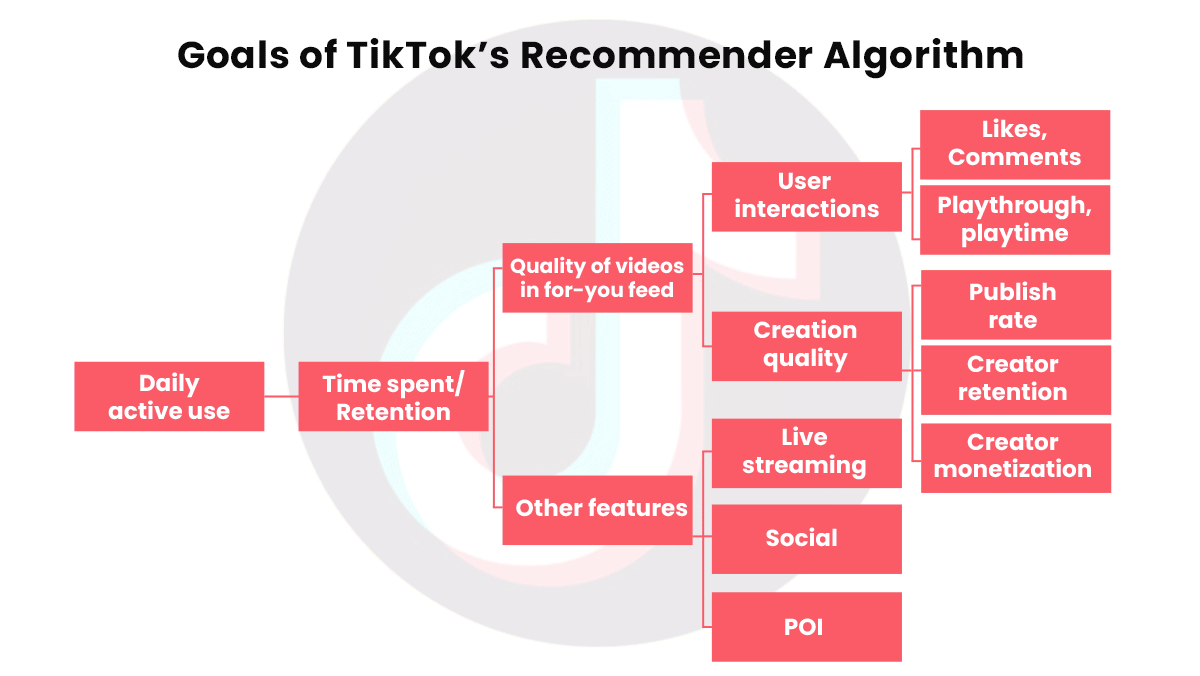 Goals of TikTok’s Recommender Algorithm
Daily
active use
Time spent/
Retention
Quality of videos
in for-you feed
Other features
User
interactions
Creation
quality
Live
streaming
Social
POI
Likes,
Comments
Playthrough,
playtime
Publish
rate
Creator
retention
Creator
monetization